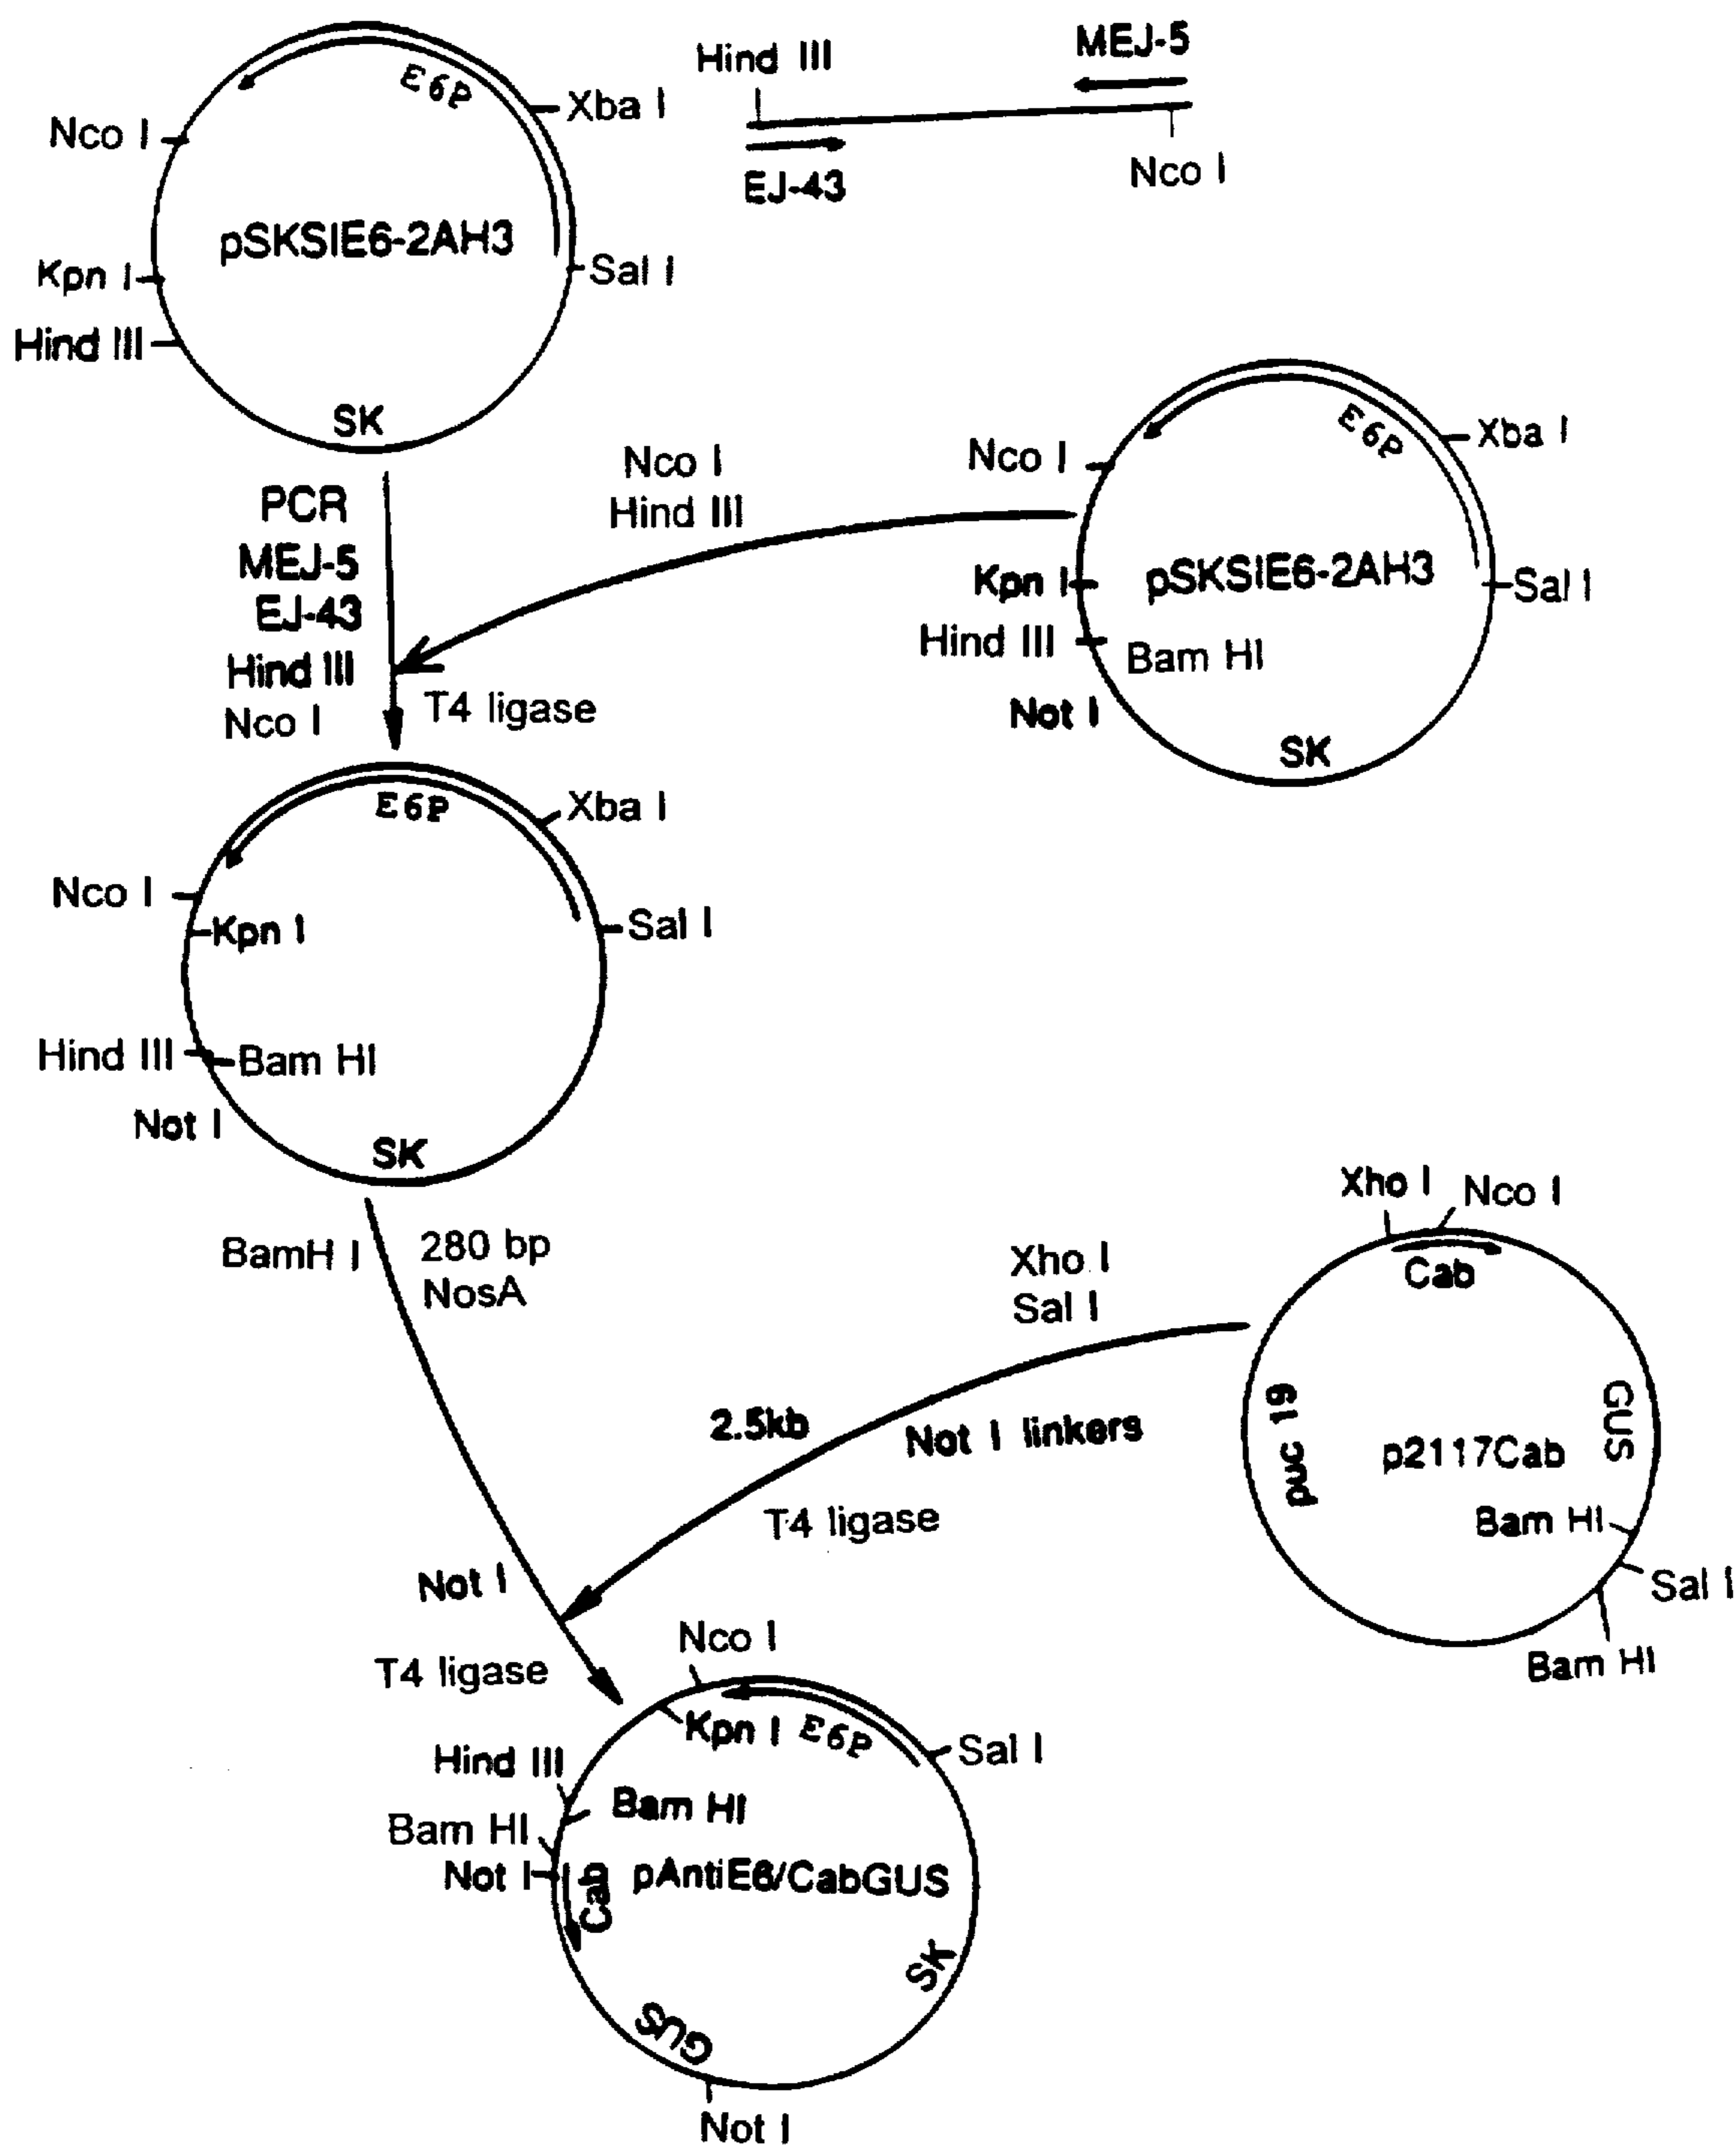 Hind III
MEJ-5
E6P
Xba I
Nco I
Nco I
EJ-43
pSKSIE6-2AH3
Kpn I
Sal I
Hind III
SK
E6P
Xba I
Nco I
Nco I
Hind III
PCR
MEJ-5
EJ-43
Hind III
Nco I
T4 ligase
Kpn I
pSKSIE6-2AH3
Sal I
Hind III
Bam HI
Not I
SK
E6P
Xba I
Nco I
Kpn I
Sal I
Hind III
Bam HI
Not I
SK
Xho I
Nco I
BamH I
280 bp
NosA
Xho I
Sal I
Cab
puc 19
GUS
p2117Cab
2.5kb
Not I linkers
T4 ligase
Bam HI
Sal I
Bam HI
Not I
T4 ligase
Nco I
Kpn I
E6P
Sal I
Hind III
Bam HI
Bam HI
Not I
Cab
pAntiE6/CabGUS
SK
GUS
Not I